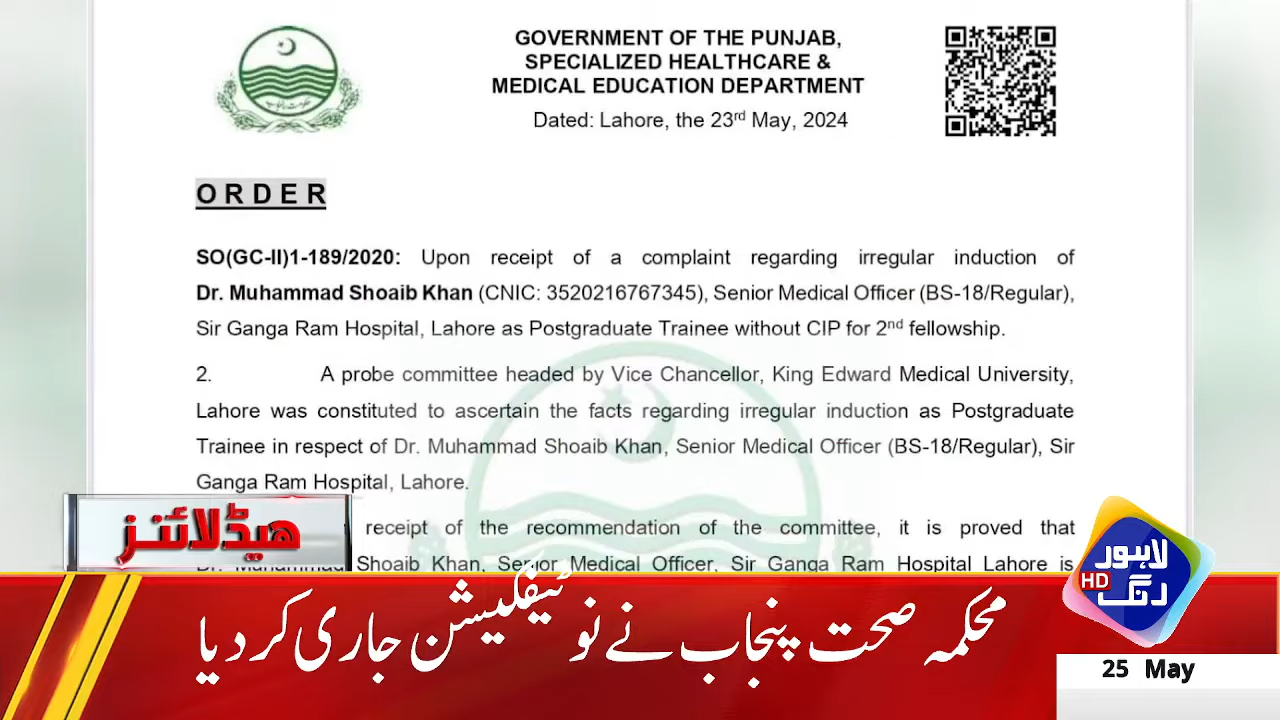 GOVERNMENT OF THE PUNJAB,
SPECIALIZED HEALTHCARE &
MEDICAL EDUCATION DEPARTMENT
Dated: Lahore, the 23rd May, 2024
ORDER
SO(GC-II)1-189/2020: Upon receipt of a complaint regarding irregular induction of
Dr. Muhammad Shoaib Khan (CNIC: 3520216767345), Senior Medical Officer (BS-18/Regular),
Sir Ganga Ram Hospital, Lahore as Postgraduate Trainee without CIP for 2nd fellowship.
2. A probe committee headed by Vice Chancellor, King Edward Medical University,
Lahore was constituted to ascertain the facts regarding irregular induction as Postgraduate
Trainee in respect of Dr. Muhammad Shoaib Khan, Senior Medical Officer (BS-18/Regular), Sir
Ganga Ram Hospital, Lahore.
receipt of the recommendation of the committee, it is proved that
Dr. Muhammad Shoaib Khan, Senior Medical Officer, Sir Ganga Ram Hospital Lahore is
ہیڈلائنز
لاہور
رنگ HD
محکمہ صحت پنجاب نے نوٹیفکیشن جاری کر دیا
25 May